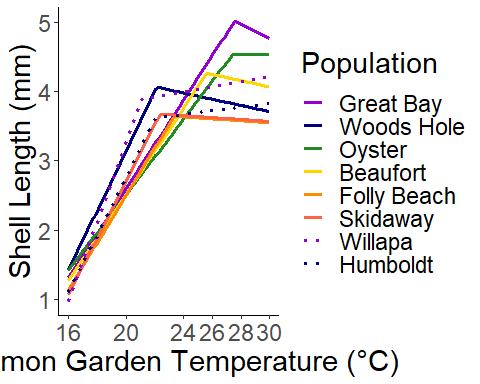 Shell Length (mm)
5
4
3
2
1
16 20 24 26 28 30
mon Garden Temperature (°C)
Population
Great Bay
Woods Hole
Oyster
Beaufort
Folly Beach
Skidaway
Willapa
Humboldt